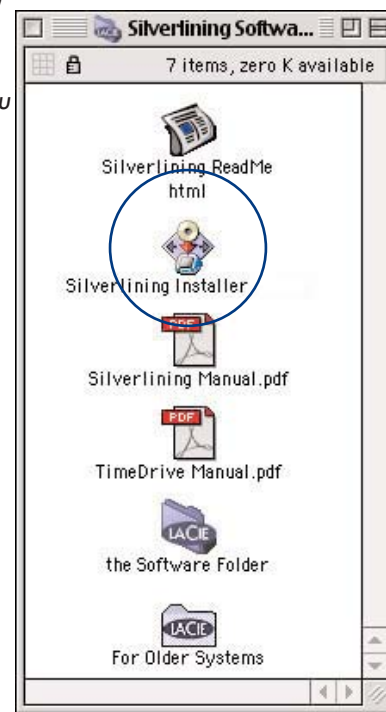 Silverlining Softwa...
7 items, zero K available
U
Silverlining ReadMe
html
Silverlining Installer
PDF
Silverlining Manual.pdf
PDF
TimeDrive Manual.pdf
LACIE
the Software Folder
LACIE
For Older Systems